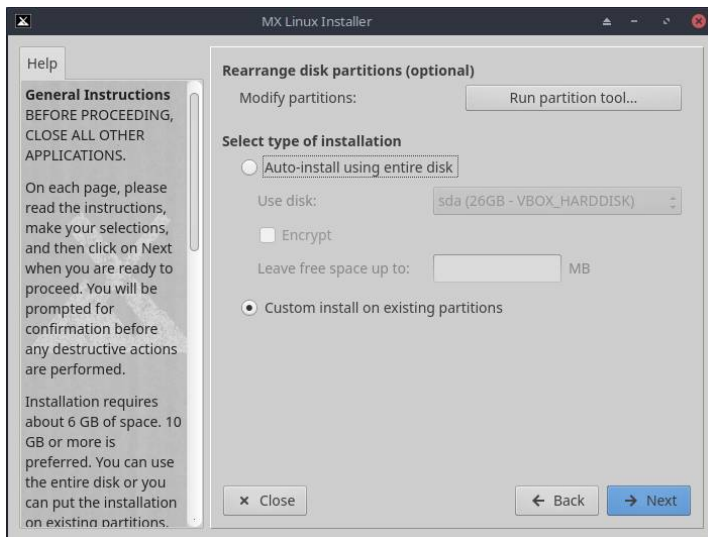 MX Linux Installer
Help
General Instructions
BEFORE PROCEEDING,
CLOSE ALL OTHER
APPLICATIONS.
On each page, please
read the instructions,
make your selections,
and then click on Next
when you are ready to
proceed. You will be
prompted for
confirmation before
any destructive actions
are performed.
Installation requires
about 6 GB of space. 10
GB or more is
preferred. You can use
the entire disk or you
can put the installation
on existing partitions.
Rearrange disk partitions (optional)
Modify partitions: Run partition tool...
Select type of installation
Auto-install using entire disk
Use disk: sda (26GB - VBOX_HARDDISK)
Encrypt
Leave free space up to: MB
Custom install on existing partitions
Close Back Next